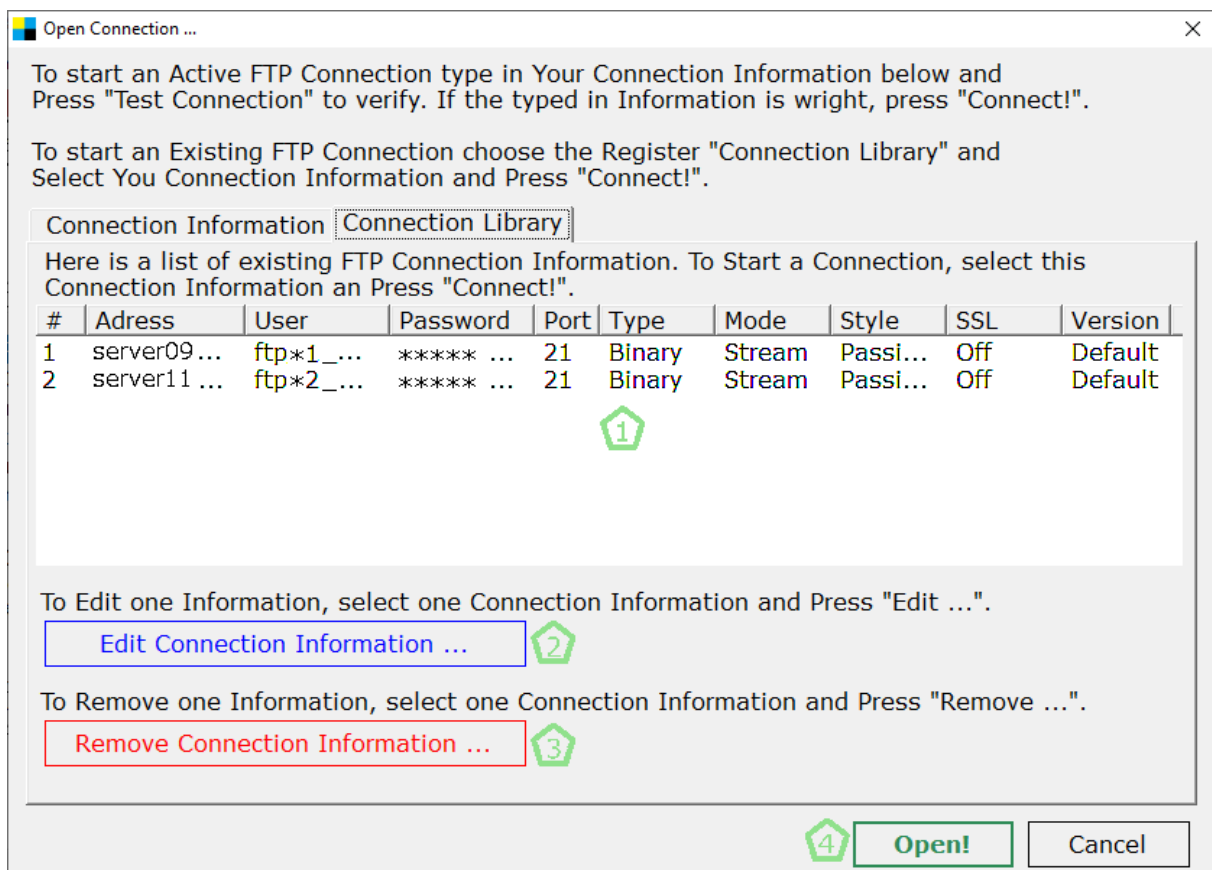 Open Connection ...
To start an Active FTP Connection type in Your Connection Information below and
Press "Test Connection" to verify. If the typed in Information is wright, press "Connect!".
To start an Existing FTP Connection choose the Register "Connection Library" and
Select You Connection Information and Press "Connect!".
Connection Information Connection Library
Here is a list of existing FTP Connection Information. To Start a Connection, select this
Connection Information an Press "Connect!".
# Adress User Password Port Type Mode Style SSL Version
1 server09... ftp*1_... ***** ... 21 Binary Stream Passi... Off Default
2 server11... ftp*2_... ***** ... 21 Binary Stream Passi... Off Default
1
To Edit one Information, select one Connection Information and Press "Edit ...".
Edit Connection Information ... 2
To Remove one Information, select one Connection Information and Press "Remove ...".
Remove Connection Information ... 3
4 Open! Cancel